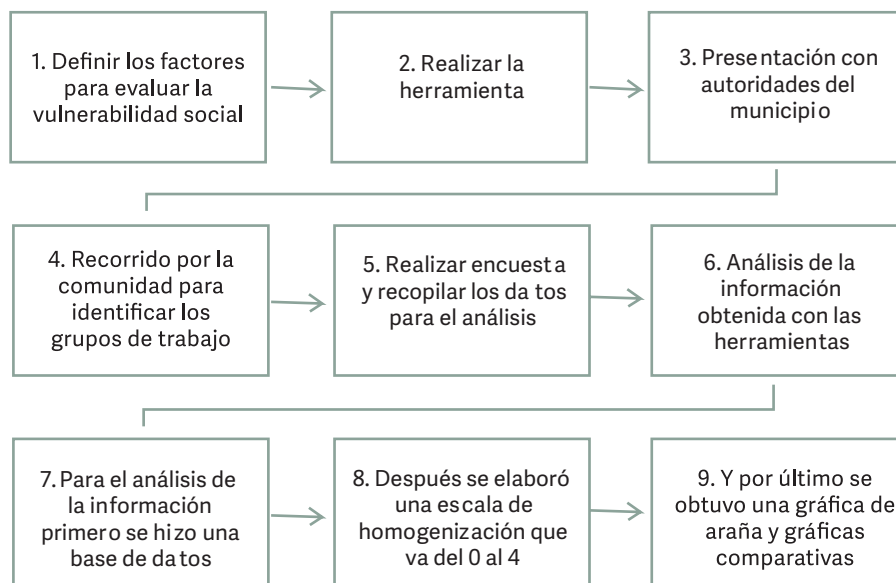 1. Definir los factores
para evaluar la
vulnerabilidad social
2. Realizar la
herramienta
3. Presentación con
autoridades del
municipio
4. Recorrido por la
comunidad para
identificar los
grupos de trabajo
5. Realizar encuesta
y recopilar los datos
para el análisis
6. Análisis de la
información
obtenida con las
herramientas
7. Para el análisis de
la información
primero se hizo una
base de datos
8. Después se elaboró
una escala de
homogenización que
va del 0 al 4
9. Y por último se
obtuvo una gráfica de
araña y gráficas
comparativas